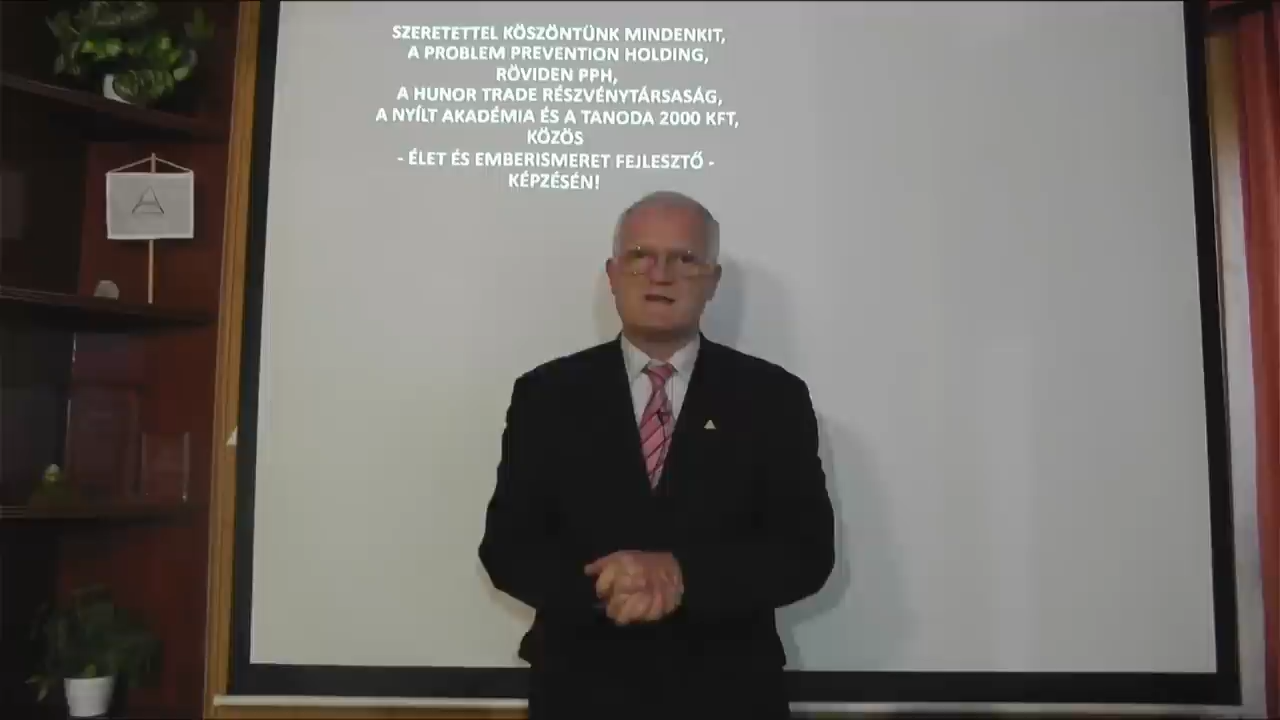 SZERETETTEL KÖSZÖNTÜNK MINDENKIT,
A PROBLEM PREVENTION HOLDING,
RÖVIDEN PPH,
A HUNOR TRADE RÉSZVÉNYTÁRSASÁG,
A NYÍLT AKADÉMIA ÉS A TANODA 2000 KFT,
KÖZÖS
- ÉLET ÉS EMBERISMERET FEJLESZTŐ -
KÉPZÉSÉN!